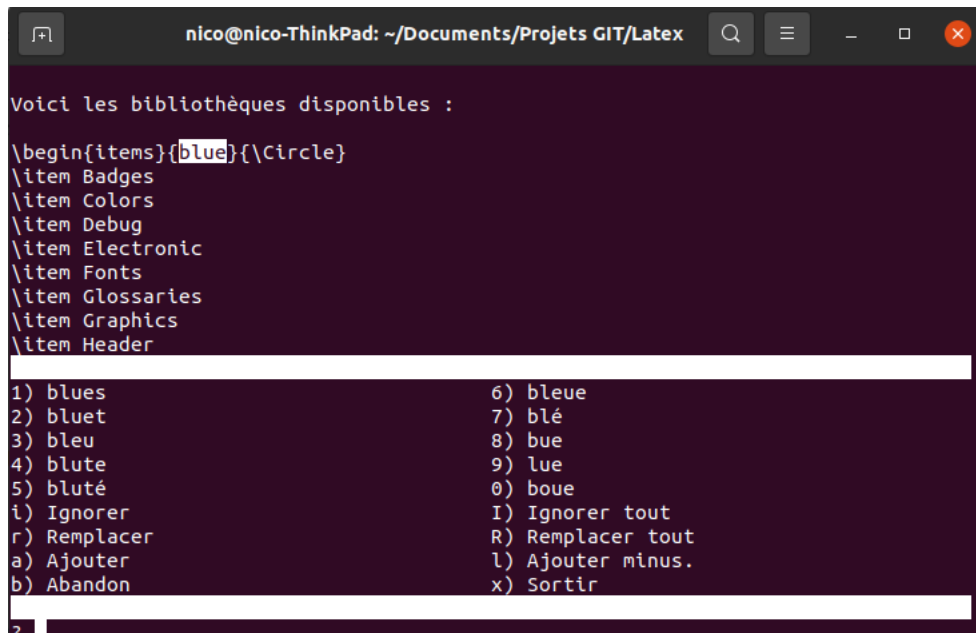 nico@nico-ThinkPad: ~/Documents/Projets GIT/Latex
Voici les bibliothèques disponibles :
\begin{items}{blue}{\Circle}
\item Badges
\item Colors
\item Debug
\item Electronic
\item Fonts
\item Glossaries
\item Graphics
\item Header
1) blues 6) bleue
2) bluet 7) blé
3) bleu 8) bue
4) blute 9) lue
5) bluté 0) boue
i) Ignorer I) Ignorer tout
r) Remplacer R) Remplacer tout
a) Ajouter l) Ajouter minus.
b) Abandon x) Sortir
?